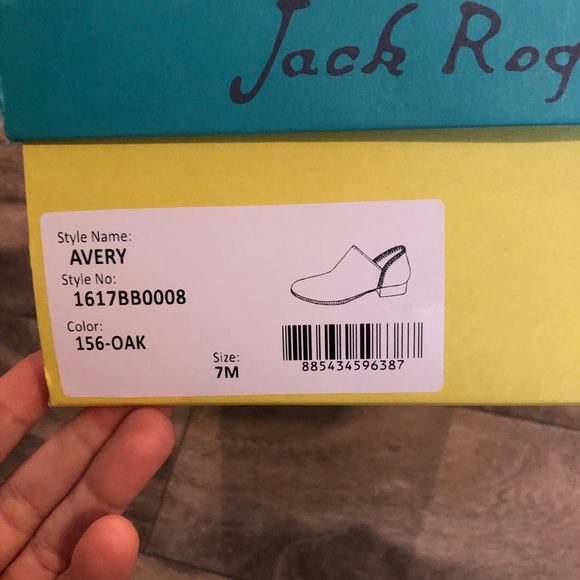 Jack Rog
Style Name:
AVERY
Style No:
1617BB0008
Color:
156-OAK
Size:
7M
885434596387